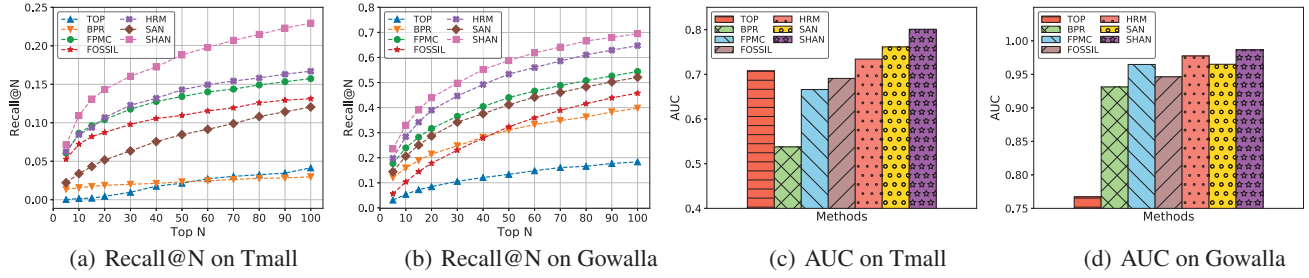 TOP
BPR
FPMC
FOSSIL
HRM
SAN
SHAN
Recall@N
0.25
0.20
0.15
0.10
0.05
0.00
0 10 20 30 40 50 60 70 80 90 100
Top N
(a) Recall@N on Tmall
TOP
BPR
FPMC
FOSSIL
HRM
SAN
SHAN
Recall@N
0.8
0.7
0.6
0.5
0.4
0.3
0.2
0.1
0.0
0 10 20 30 40 50 60 70 80 90 100
Top N
(b) Recall@N on Gowalla
TOP
BPR
FPMC
FOSSIL
HRM
SAN
SHAN
AUC
0.8
0.7
0.6
0.5
0.4
Methods
(c) AUC on Tmall
TOP
BPR
FPMC
FOSSIL
HRM
SAN
SHAN
AUC
1.00
0.95
0.90
0.85
0.80
0.75
Methods
(d) AUC on Gowalla